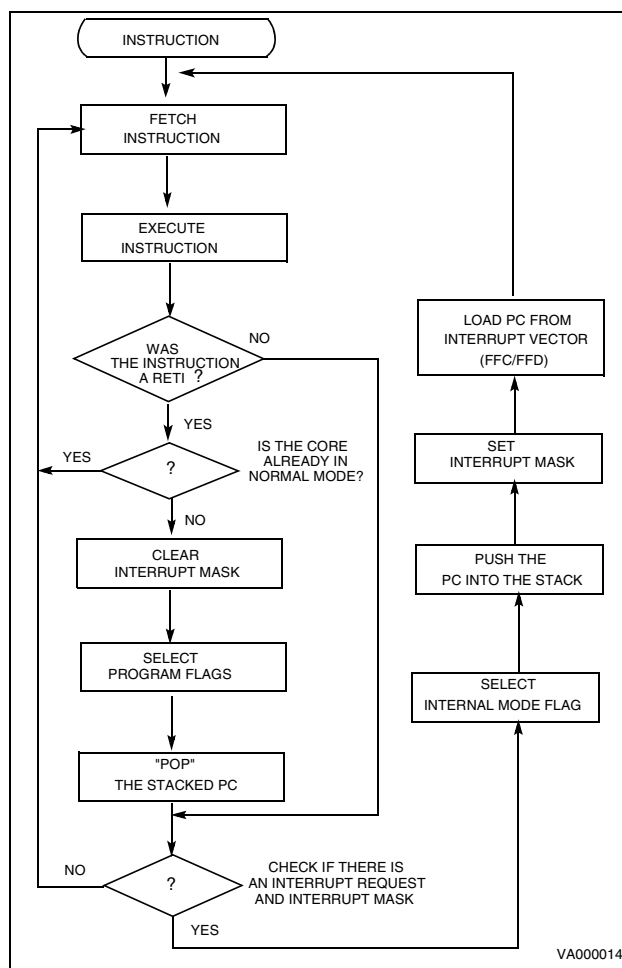 INSTRUCTION
FETCH
INSTRUCTION
EXECUTE
INSTRUCTION
WAS
THE INSTRUCTION
A RETI ?
NO
YES
?
IS THE CORE
ALREADY IN
NORMAL MODE?
YES
NO
CLEAR
INTERRUPT MASK
SELECT
PROGRAM FLAGS
"POP"
THE STACKED PC
?
CHECK IF THERE IS
AN INTERRUPT REQUEST
AND INTERRUPT MASK
NO
YES
SELECT
INTERNAL MODE FLAG
PUSH THE
PC INTO THE STACK
SET
INTERRUPT MASK
LOAD PC FROM
INTERRUPT VECTOR
(FFC/FFD)
VA000014